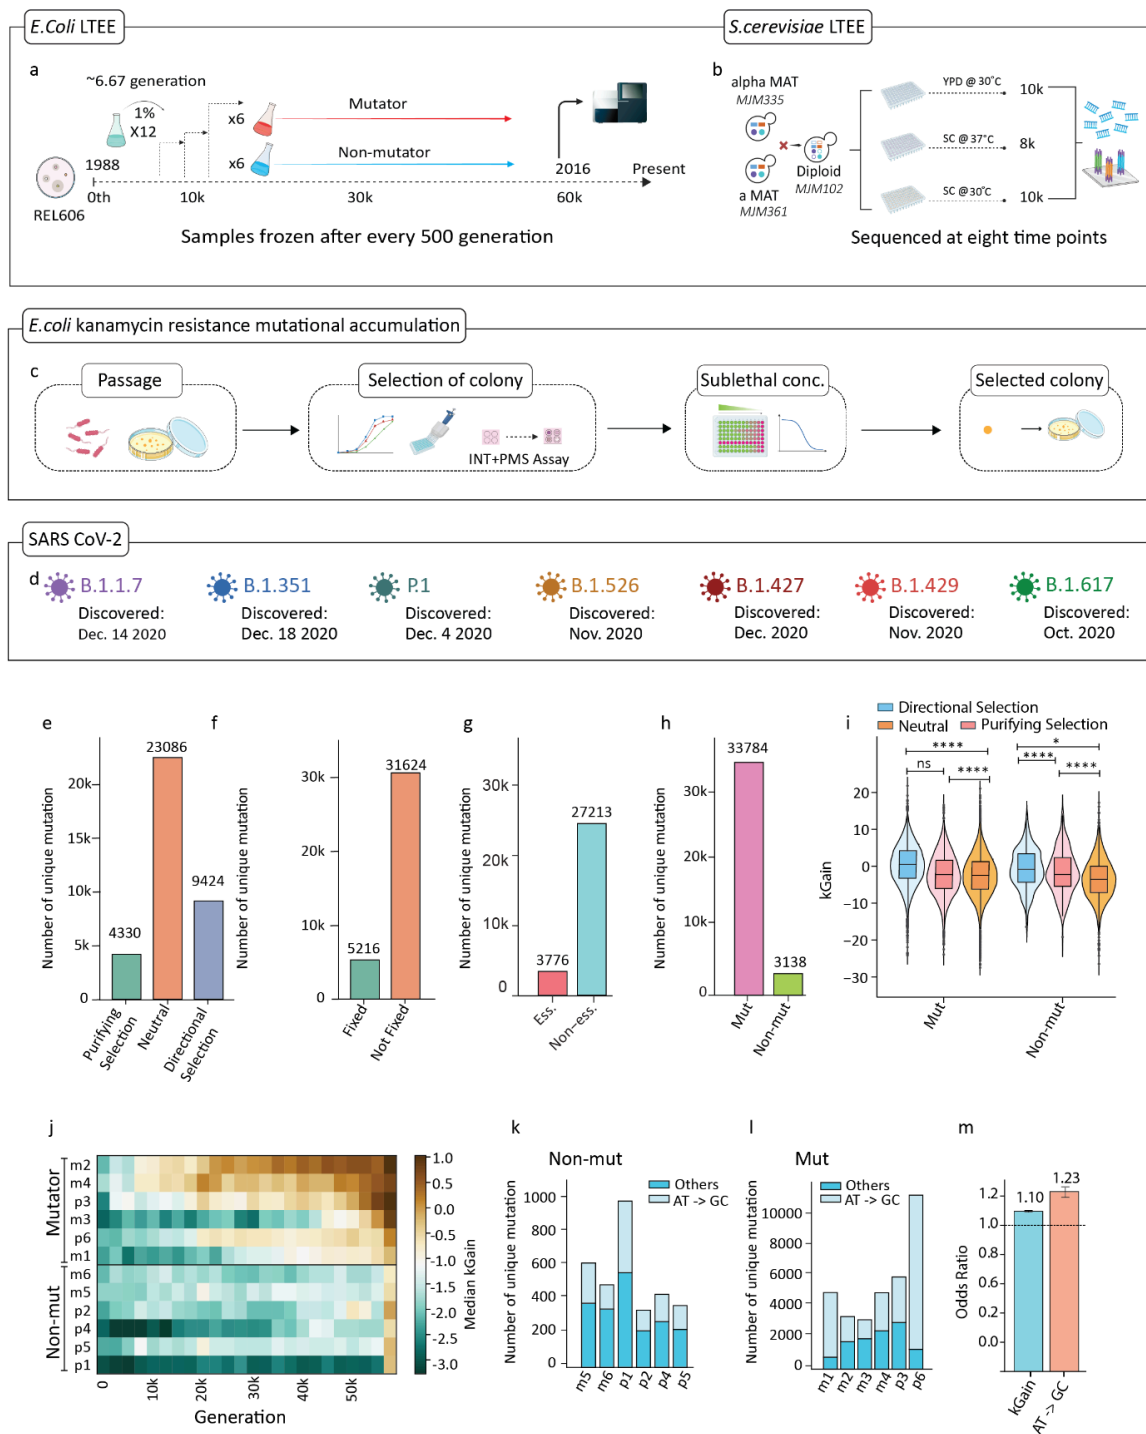 E.Coli LTEE
S.cerevisiae LTEE
a
~6.67 generation
1%
X12
x6
Mutator
x6
Non-mutator
1988
2016
Present
0th
10k
30k
60k
REL606
Samples frozen after every 500 generation
b
alpha MAT
MJM335
a MAT
MJM361
Diploid
MJM102
YPD @ 30°C
10k
SC @ 37°C
8k
SC @ 30°C
10k
Sequenced at eight time points
E.coli kanamycin resistance mutational accumulation
c
Passage
Selection of colony
INT+PMS Assay
Sublethal conc.
Selected colony
SARS CoV-2
d
B.1.1.7
Discovered:
Dec. 14 2020
B.1.351
Discovered:
Dec. 18 2020
P.1
Discovered:
Dec. 4 2020
B.1.526
Discovered:
Nov. 2020
B.1.427
Discovered:
Dec. 2020
B.1.429
Discovered:
Nov. 2020
B.1.617
Discovered:
Oct. 2020
e
Number of unique mutation
20k
15k
10k
5k
0
4330
23086
9424
Purifying
Selection
Neutral
Directional
Selection
f
Number of unique mutation
30k
20k
10k
0
5216
31624
Fixed
Not Fixed
g
30k
20k
10k
0
3776
27213
Ess.
Non-ess.
h
Number of unique mutation
30k
20k
10k
0
33784
3138
Mut
Non-mut
i
Directional Selection
Neutral
Purifying Selection
kGain
20
10
0
−10
−20
−30
****
ns
****
*
****
****
Mut
Non-mut
j
Mutator
m2
m4
p3
m3
p6
m1
Non-mut
m6
m5
p2
p4
p5
p1
0
10k
20k
30k
40k
50k
Generation
1.0
0.5
0.0
-0.5
-1.0
-1.5
-2.0
-2.5
-3.0
Median kGain
k
Non-mut
Others
AT -> GC
Number of unique mutation
1000
800
600
400
200
0
m5
m6
p1
p2
p4
p5
l
Mut
Others
AT -> GC
Number of unique mutation
10000
8000
6000
4000
2000
0
m1
m2
m3
m4
p3
p6
m
Odds Ratio
1.2
1.0
1.6
1.2
0.0
1.10
1.23
kGain
AT -> GC